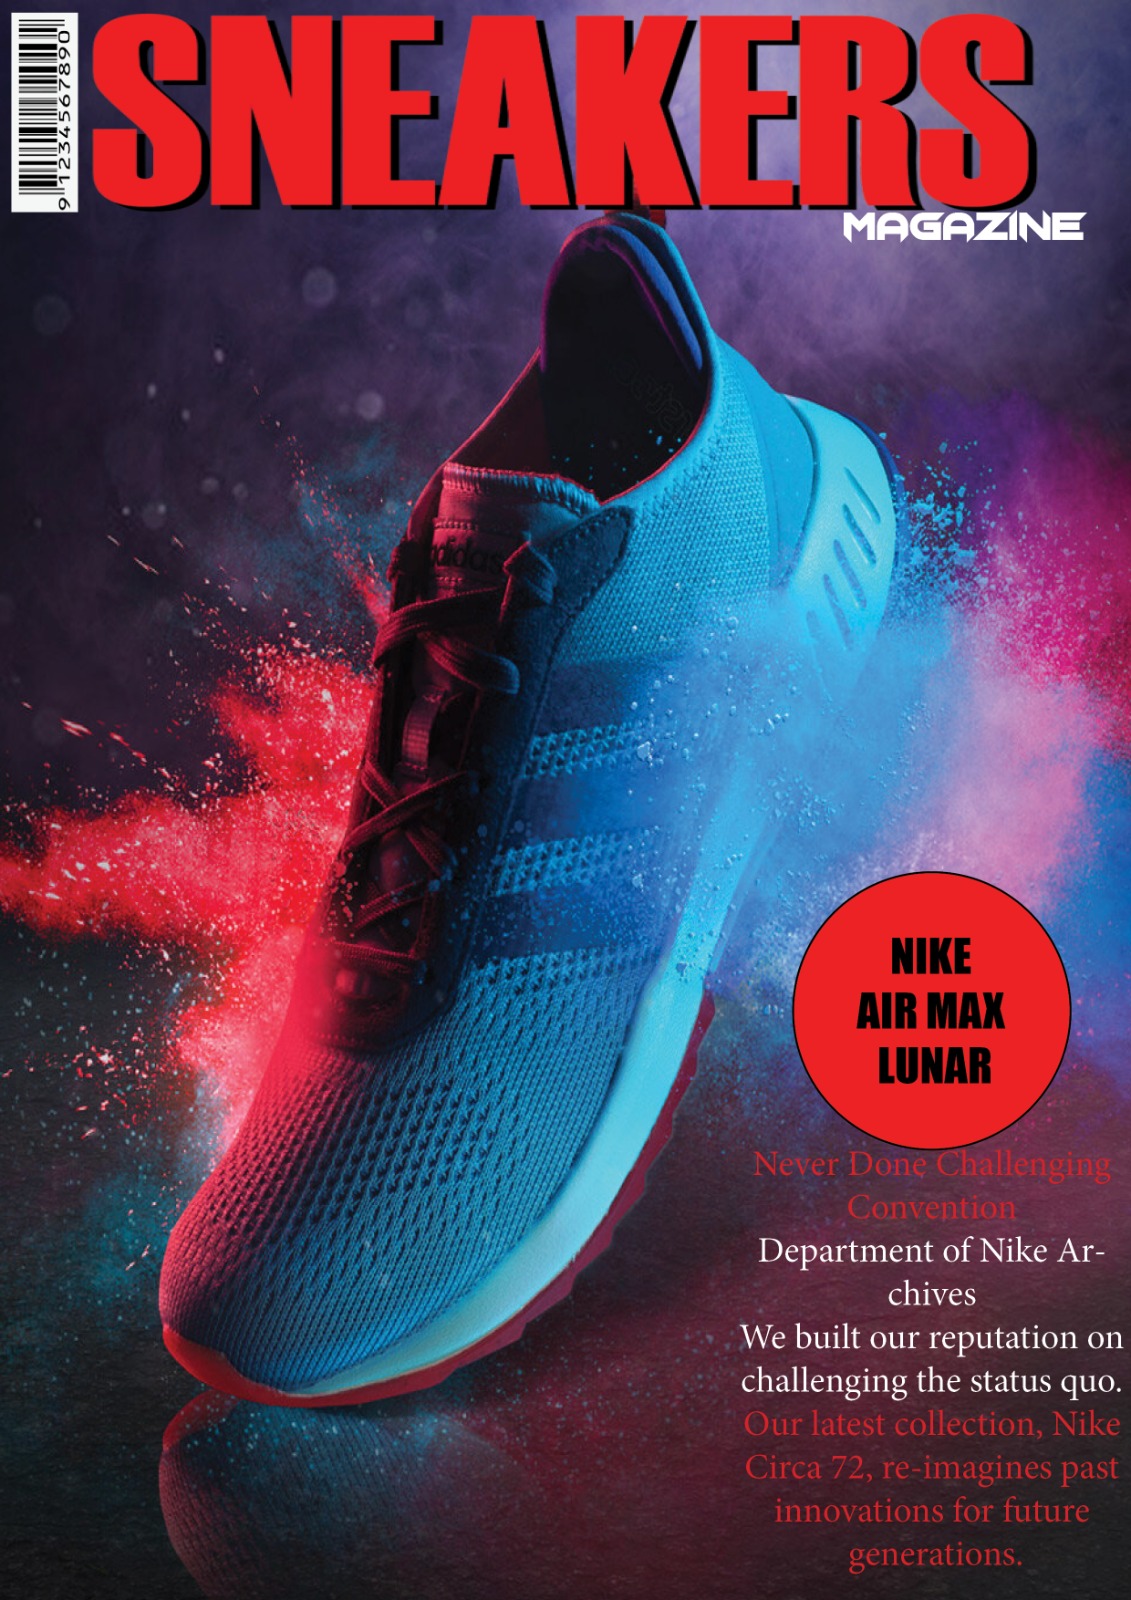 9 1234567890
SNEAKERS
MAGAZINE
adidas
NIKE
AIR MAX
LUNAR
Never Done Challenging
Convention
Department of Nike Ar-
chives
We built our reputation on
challenging the status quo.
Our latest collection, Nike
Circa 72, re-imagines past
innovations for future
generations.